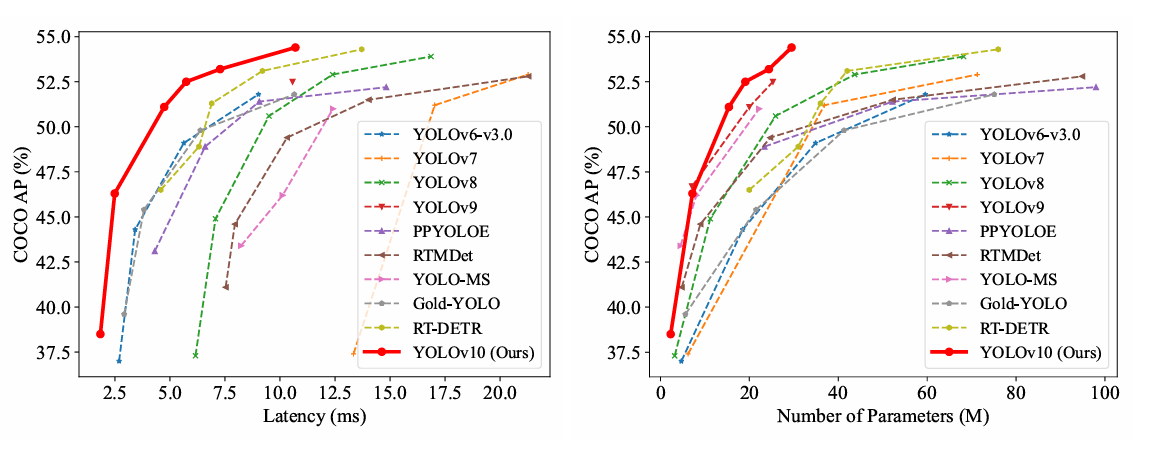 55.0
52.5
50.0
47.5
45.0
42.5
40.0
37.5
COCO AP (%)
2.5 5.0 7.5 10.0 12.5 15.0 17.5 20.0
Latency (ms)
YOLOv6-v3.0
YOLOv7
YOLOv8
YOLOv9
PPYOLOE
RTMDet
YOLO-MS
Gold-YOLO
RT-DETR
YOLOv10 (Ours)
55.0
52.5
50.0
47.5
45.0
42.5
40.0
37.5
COCO AP (%)
0 20 40 60 80 100
Number of Parameters (M)
YOLOv6-v3.0
YOLOv7
YOLOv8
YOLOv9
PPYOLOE
RTMDet
YOLO-MS
Gold-YOLO
RT-DETR
YOLOv10 (Ours)